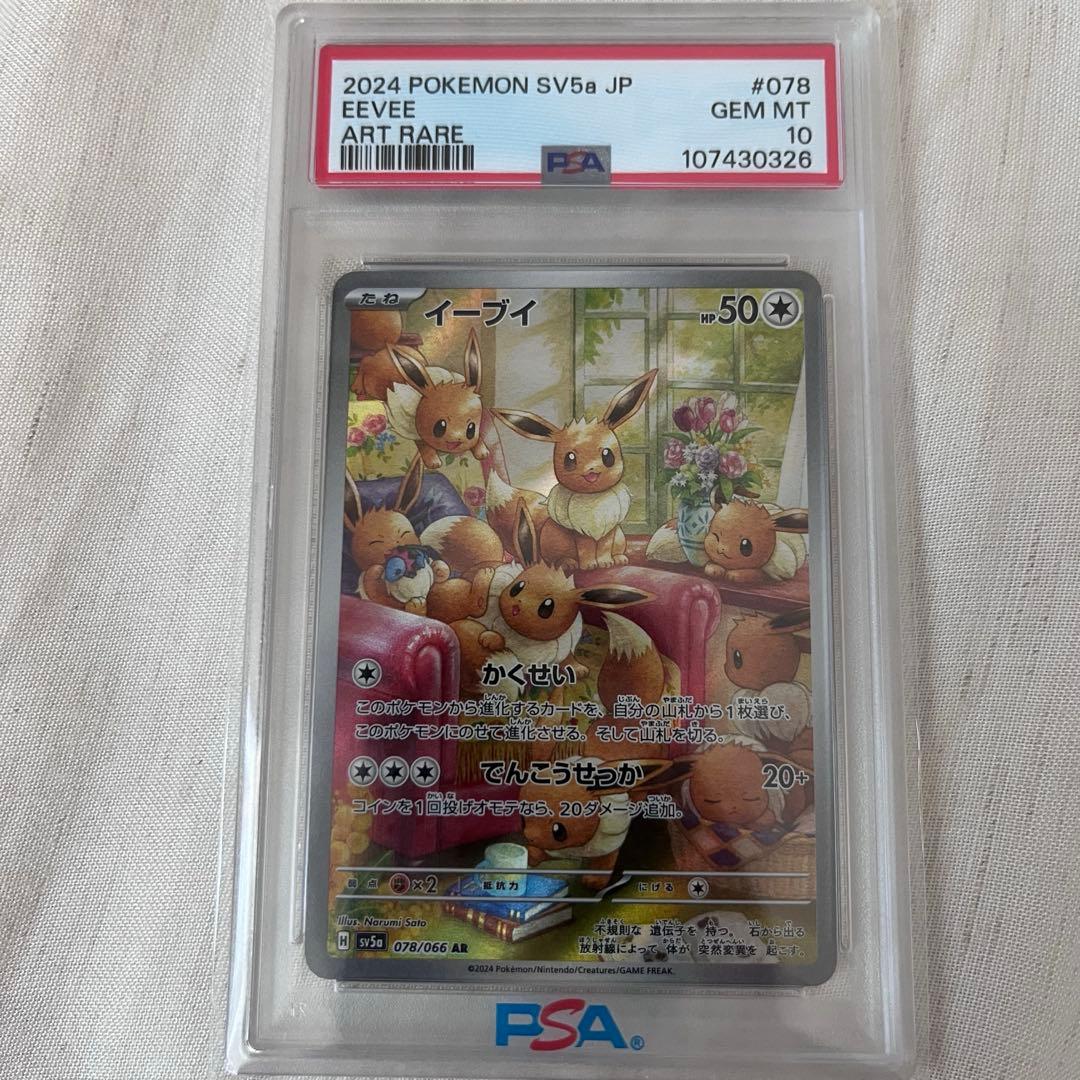 2024 POKEMON SV5a JP #078
EEVEE GEM MT
ART RARE 10
PSA 107430326
たね イーブイ HP50
かくせい
このポケモンから進化するカードを、自分の山札から1枚選び、
このポケモンにのせて進化させる。そして山札を切る。
でんこうせっか 20+
コインを1回投げオモテなら、20ダメージ追加。
弱点 ×2 抵抗力 にげる
Illus. Narumi Sato
H sv5a 078/066 AR
不規則な 遺伝子を 持つ。 石から出る
放射線によって 体が 突然変異を 起こす。
©2024 Pokémon/Nintendo/Creatures/GAME FREAK.
PSA®